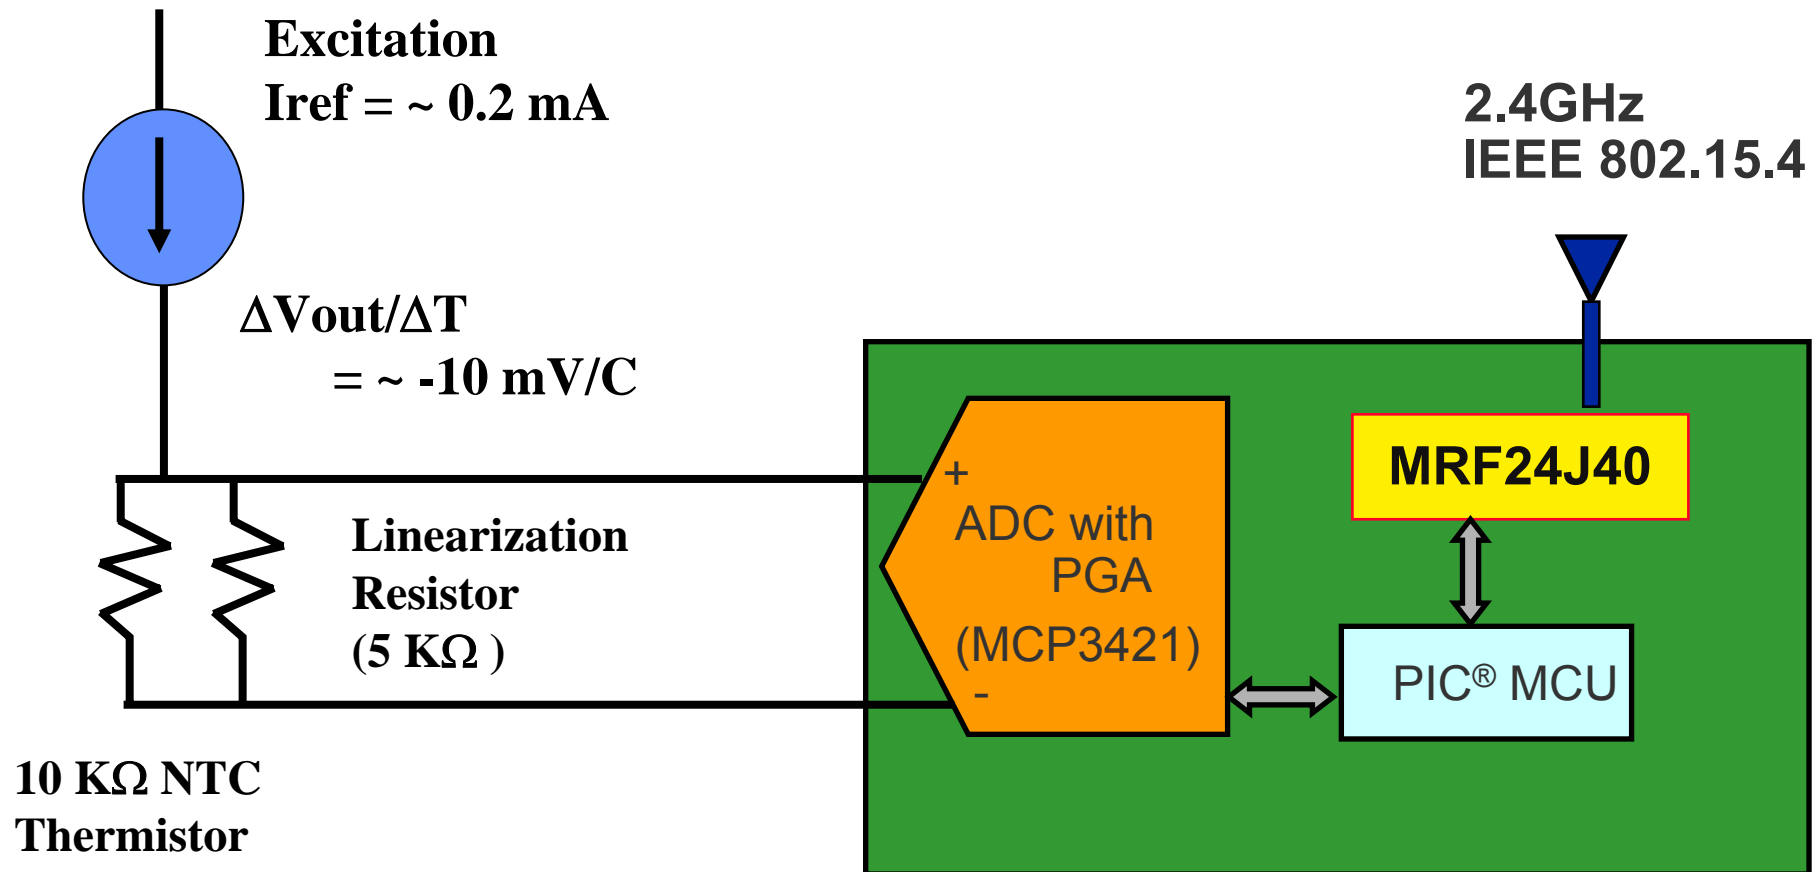 Excitation
Iref = ~ 0.2 mA
2.4GHz
IEEE 802.15.4
ΔVout/ΔT
= ~ -10 mV/C
MRF24J40
+
ADC with
PGA
(MCP3421)
-
Linearization
Resistor
(5 KΩ )
PIC® MCU
10 KΩ NTC
Thermistor